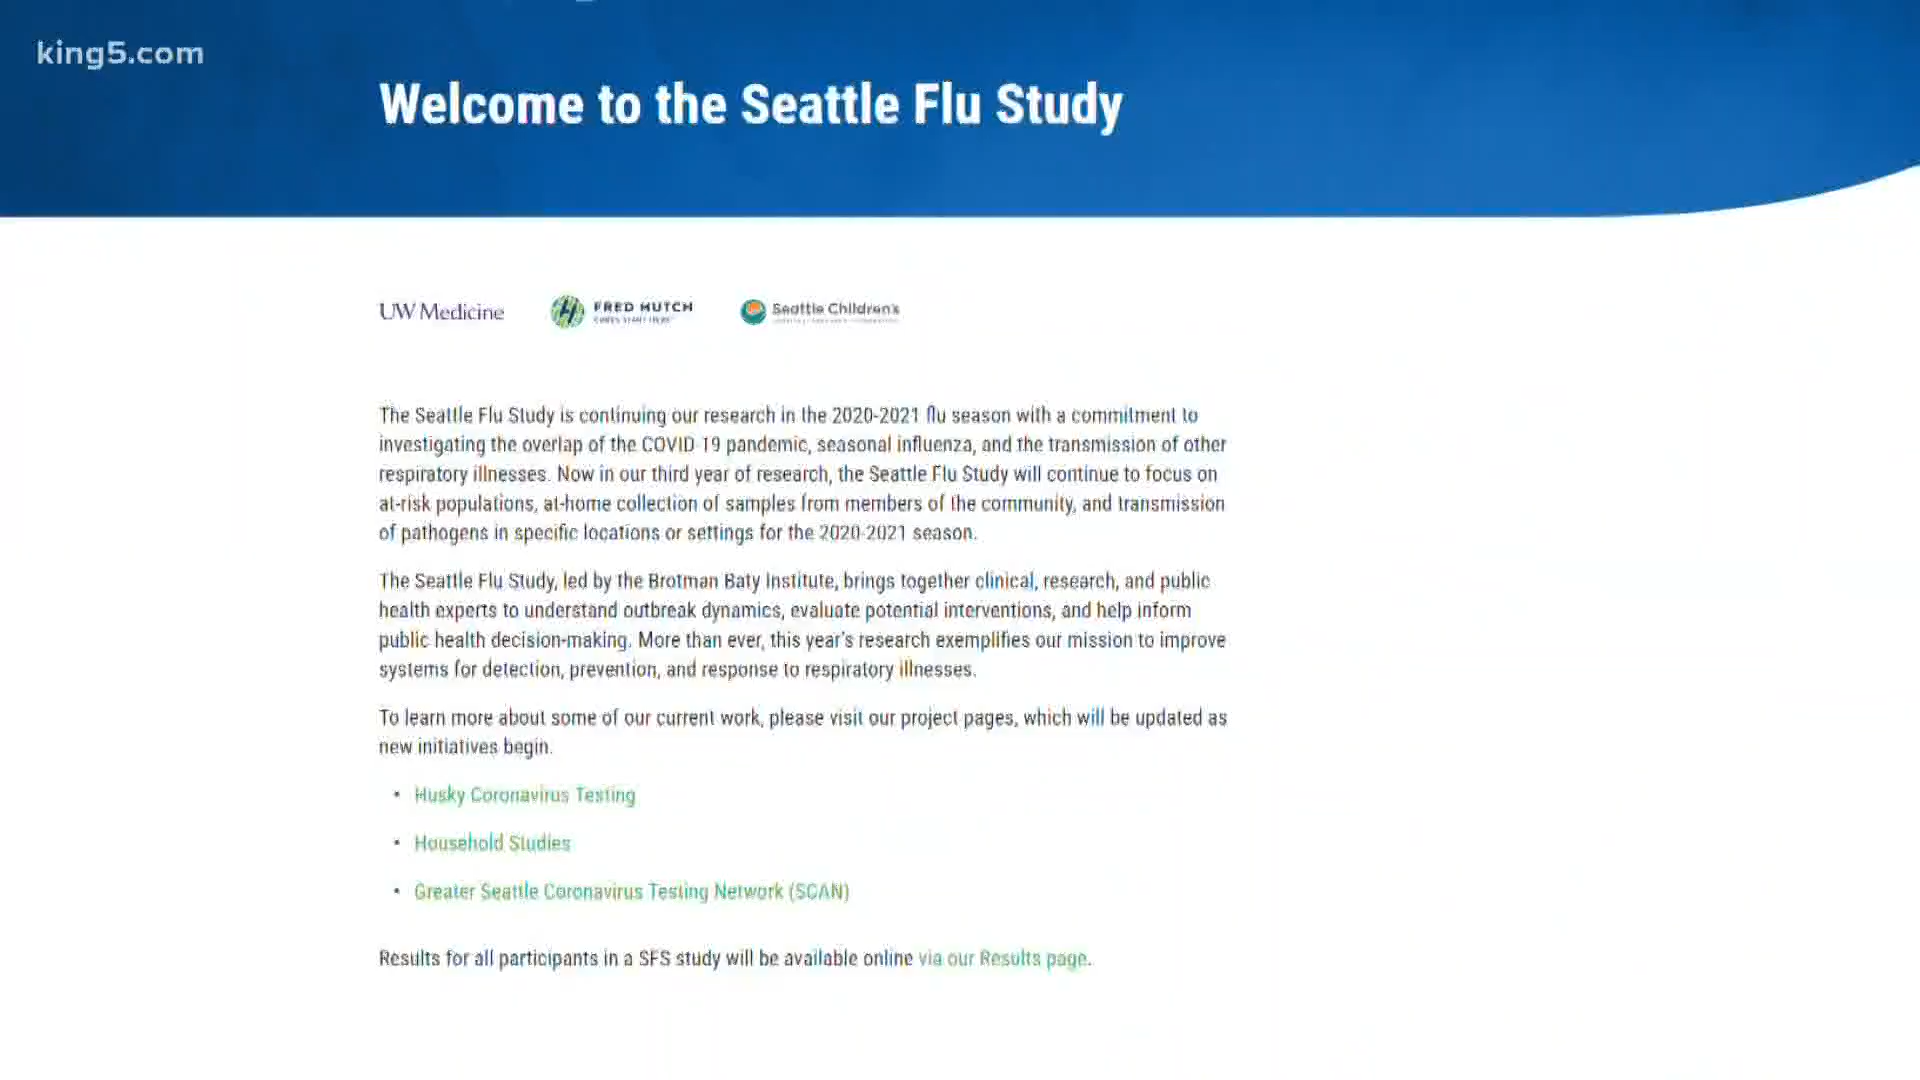 king5.com
Welcome to the Seattle Flu Study
UW Medicine
FRED HUTCH
CURES START HERE
Seattle Children's
The Seattle Flu Study is continuing our research in the 2020-2021 flu season with a commitment to
investigating the overlap of the COVID-19 pandemic, seasonal influenza, and the transmission of other
respiratory illnesses. Now in our third year of research, the Seattle Flu Study will continue to focus on
at-risk populations, at-home collection of samples from members of the community, and transmission
of pathogens in specific locations or settings for the 2020-2021 season.
The Seattle Flu Study, led by the Brotman Baty Institute, brings together clinical, research, and public
health experts to understand outbreak dynamics, evaluate potential interventions, and help inform
public health decision-making. More than ever, this year's research exemplifies our mission to improve
systems for detection, prevention, and response to respiratory illnesses.
To learn more about some of our current work, please visit our project pages, which will be updated as
new initiatives begin.
• Husky Coronavirus Testing
• Household Studies
• Greater Seattle Coronavirus Testing Network (SCAN)
Results for all participants in a SFS study will be available online via our Results page.